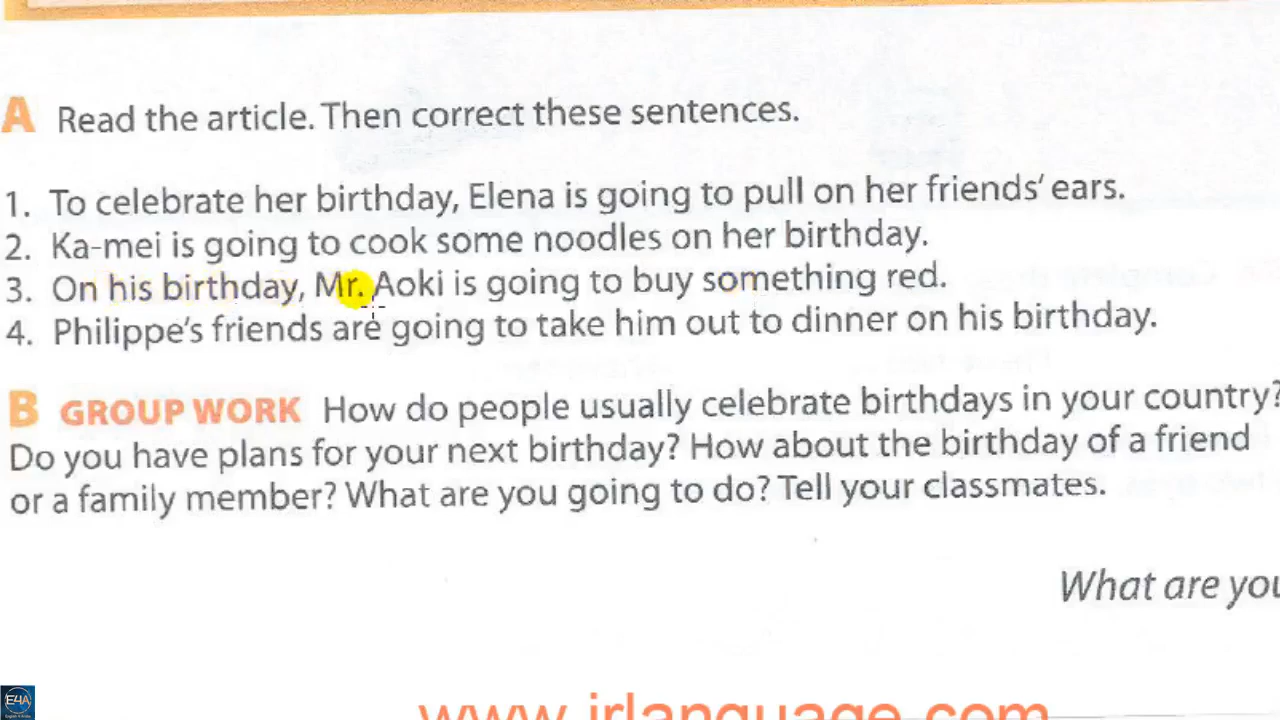 A Read the article. Then correct these sentences.
1. To celebrate her birthday, Elena is going to pull on her friends' ears.
2. Ka-mei is going to cook some noodles on her birthday.
3. On his birthday, Mr. Aoki is going to buy something red.
4. Philippe's friends are going to take him out to dinner on his birthday.
B GROUP WORK How do people usually celebrate birthdays in your country?
Do you have plans for your next birthday? How about the birthday of a friend
or a family member? What are you going to do? Tell your classmates.
What are you
www.irlanguage.com
E4A